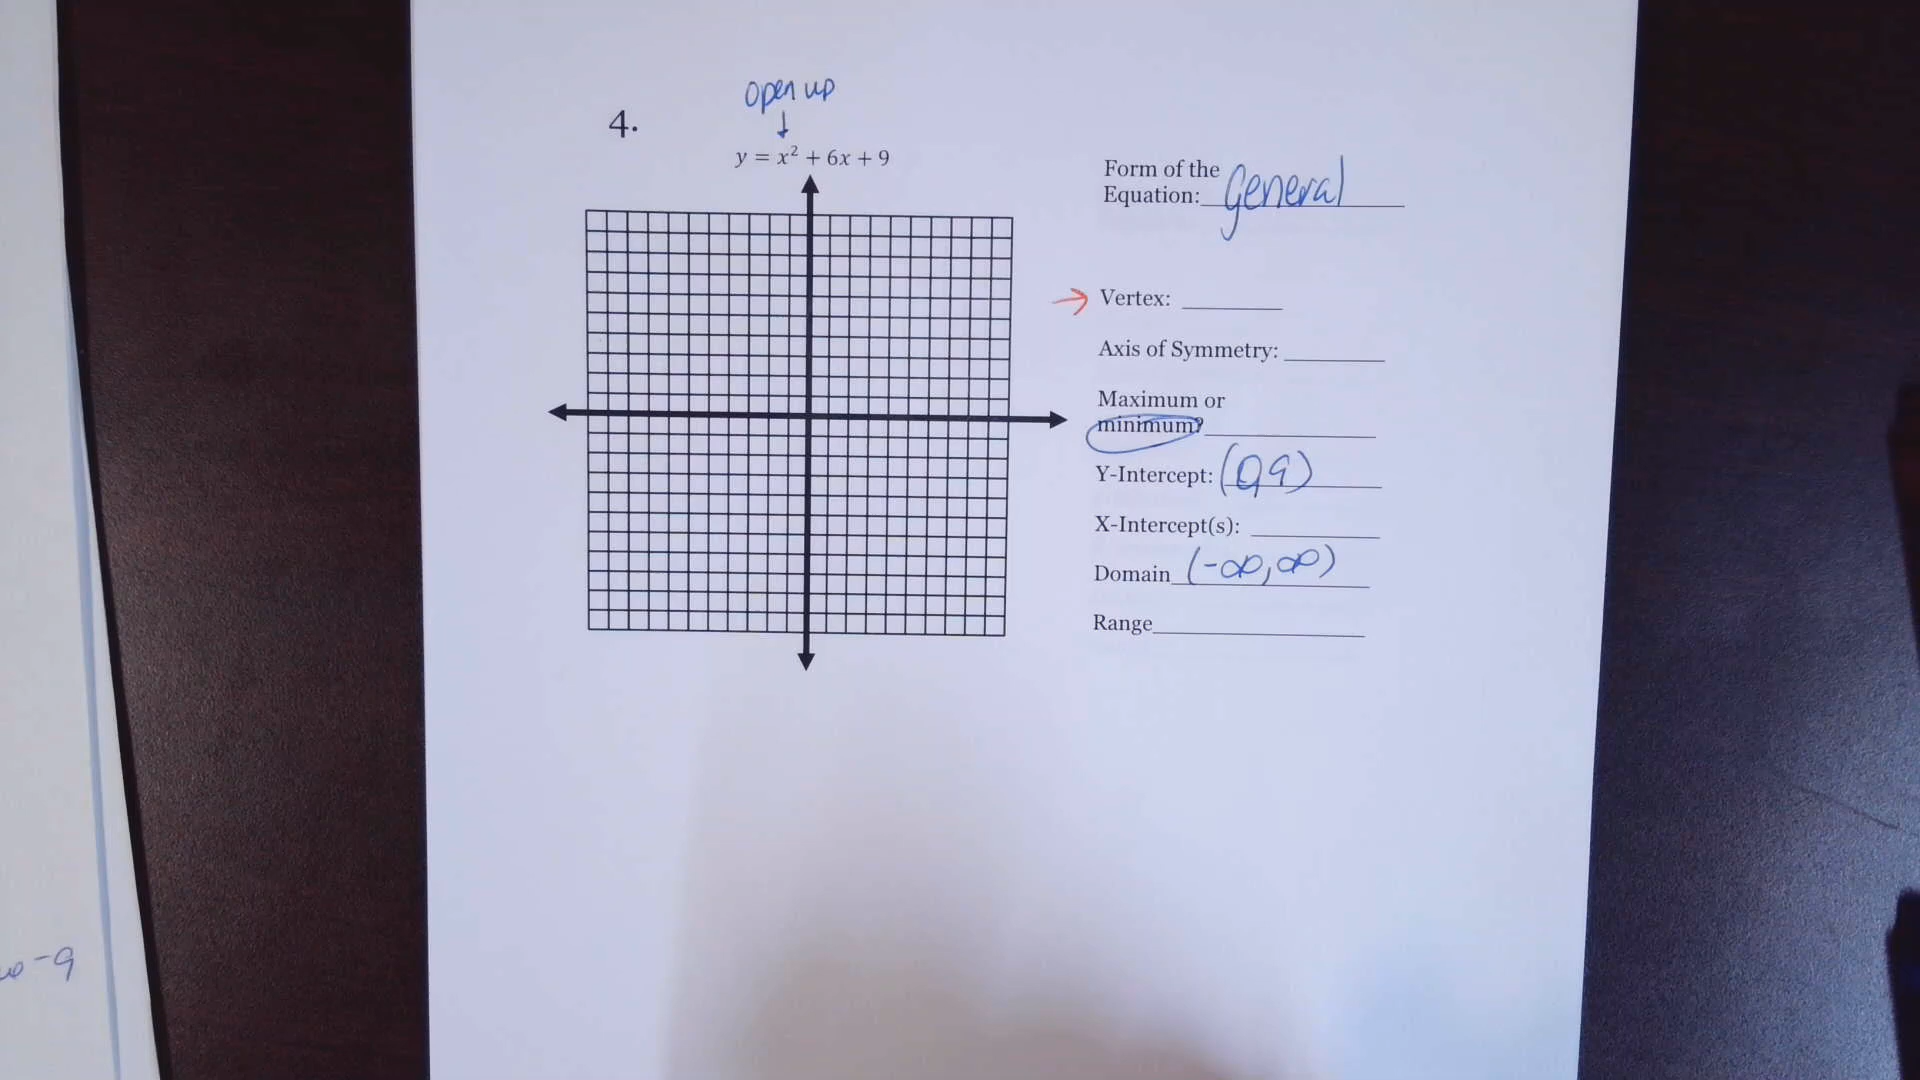 open up
4.
y = x² + 6x + 9
Form of the
Equation: general
→ Vertex:
Axis of Symmetry:
Maximum or
minimum?
Y-Intercept: (0,9)
X-Intercept(s):
Domain (-∞,∞)
Range
-9